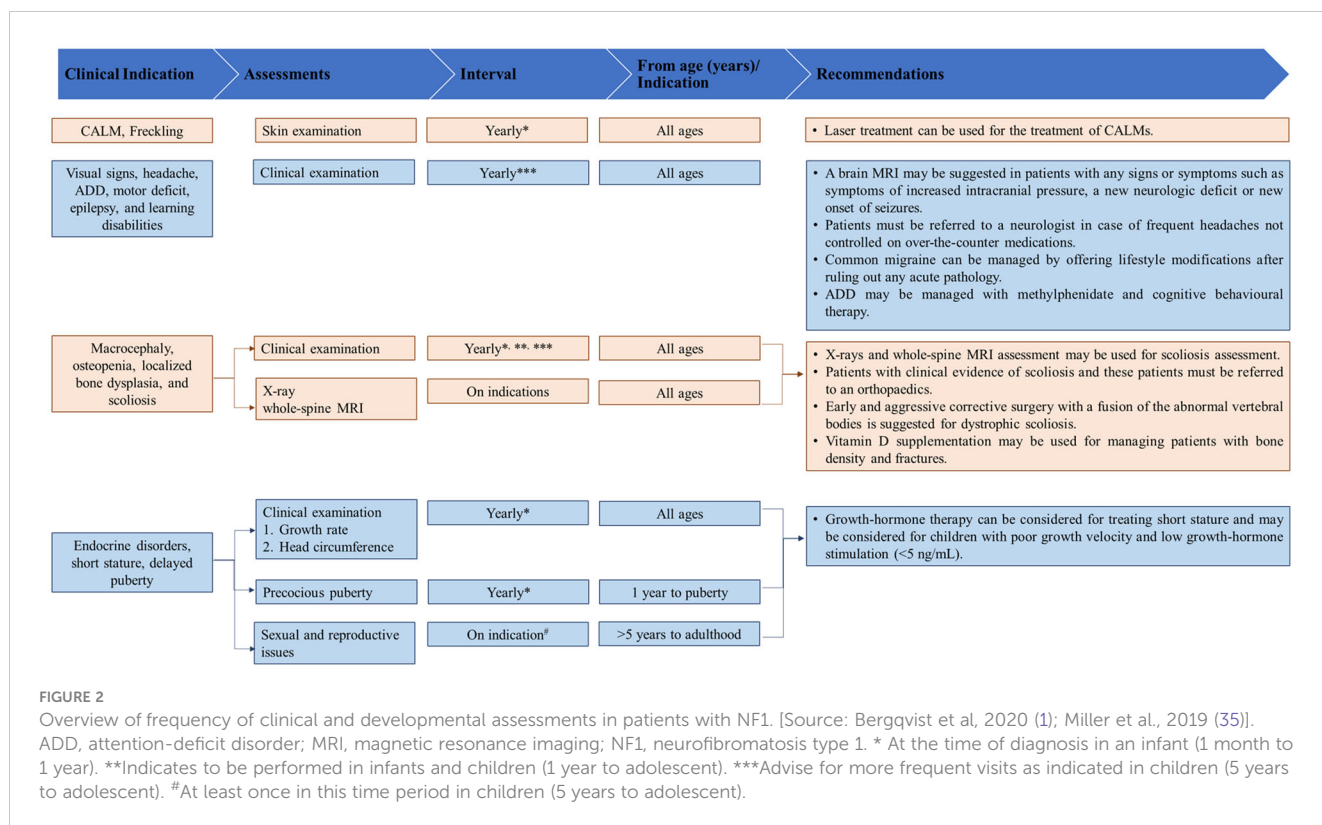 Clinical Indication
Assessments
Interval
From age (years)/
Indication
Recommendations
CALM, Freckling
Skin examination
Yearly*
All ages
• Laser treatment can be used for the treatment of CALMs.
Visual signs, headache,
ADD, motor deficit,
epilepsy, and learning
disabilities
Clinical examination
Yearly***
All ages
• A brain MRI may be suggested in patients with any signs or symptoms such as
symptoms of increased intracranial pressure, a new neurologic deficit or new
onset of seizures.
• Patients must be referred to a neurologist in case of frequent headaches not
controlled on over-the-counter medications.
• Common migraine can be managed by offering lifestyle modifications after
ruling out any acute pathology.
• ADD may be managed with methylphenidate and cognitive behavioural
therapy.
Macrocephaly,
osteopenia, localized
bone dysplasia, and
scoliosis
Clinical examination
Yearly*, **, ***
All ages
X-ray
whole-spine MRI
On indications
All ages
• X-rays and whole-spine MRI assessment may be used for scoliosis assessment.
• Patients with clinical evidence of scoliosis and these patients must be referred
to an orthopaedics.
• Early and aggressive corrective surgery with a fusion of the abnormal vertebral
bodies is suggested for dystrophic scoliosis.
• Vitamin D supplementation may be used for managing patients with bone
density and fractures.
Endocrine disorders,
short stature, delayed
puberty
Clinical examination
1. Growth rate
2. Head circumference
Yearly*
All ages
Precocious puberty
Yearly*
1 year to puberty
Sexual and reproductive
issues
On indication#
>5 years to adulthood
• Growth-hormone therapy can be considered for treating short stature and may
be considered for children with poor growth velocity and low growth-hormone
stimulation (<5 ng/mL).
FIGURE 2
Overview of frequency of clinical and developmental assessments in patients with NF1. [Source: Bergqvist et al, 2020 (1); Miller et al., 2019 (35)].
ADD, attention-deficit disorder; MRI, magnetic resonance imaging; NF1, neurofibromatosis type 1. * At the time of diagnosis in an infant (1 month to
1 year). **Indicates to be performed in infants and children (1 year to adolescent). ***Advise for more frequent visits as indicated in children (5 years
to adolescent). #At least once in this time period in children (5 years to adolescent).